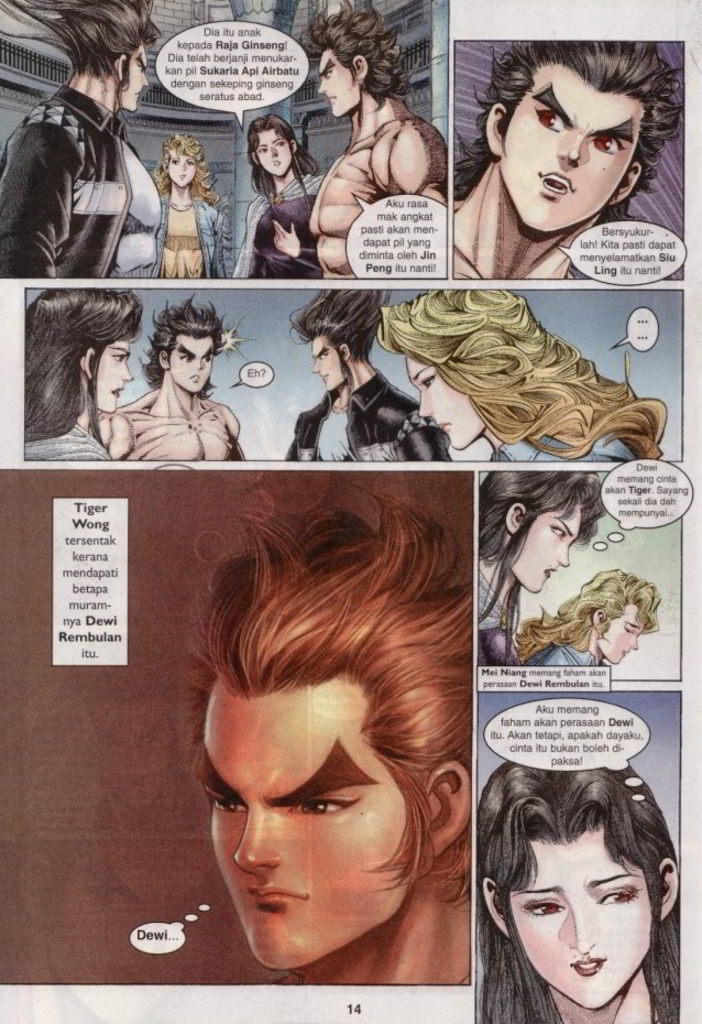 Dia itu anak
kepada Raja Ginseng!
Dia telah berjanji menukar-
kan pil Sukaria Api Airbatu
dengan sekeping ginseng
seratus abad.
Aku rasa
mak angkat
pasti akan men-
dapat pil yang
diminta oleh Jin
Peng itu nanti!
Bersyukur-
lah! Kita pasti dapat
menyelamatkan Siu
Ling itu nanti!
Eh?
...
...
Tiger
Wong
tersentak
kerana
mendapati
betapa
muram-
nya Dewi
Rembulan
itu.
Dewi...
Dewi
memang cinta
akan Tiger. Sayang
sekali dia dah
mempunyai...
Mei Niang memang faham akan
perasaan Dewi Rembulan itu.
Aku memang
faham akan perasaan Dewi
itu. Akan tetapi, apakah dayaku,
cinta itu bukan boleh di-
paksa!
14